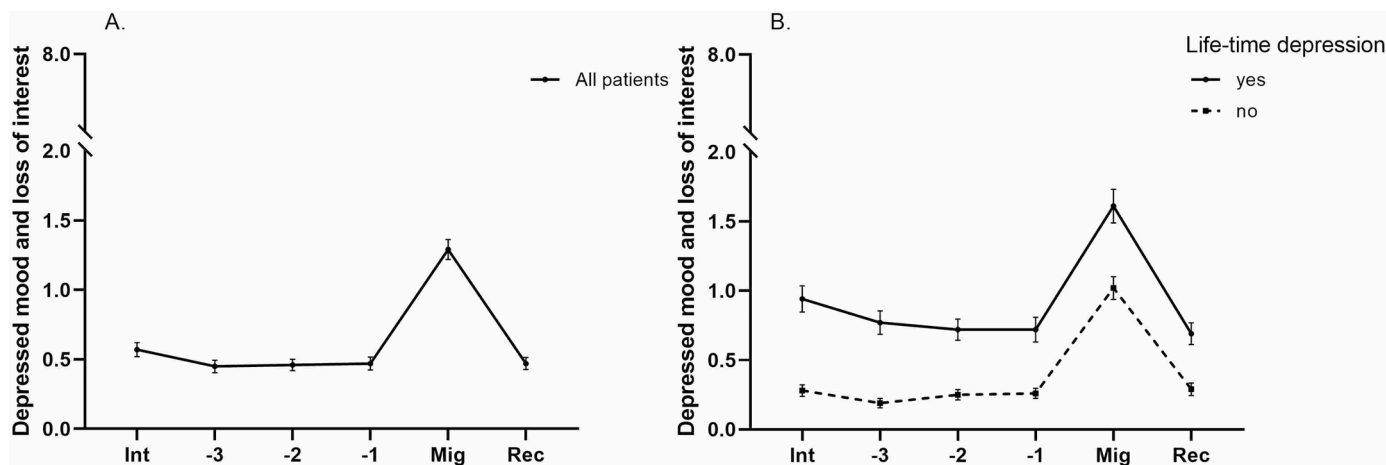 A.
Depressed mood and loss of interest
8.0
2.0
1.5
1.0
0.5
0.0
All patients
Int -3 -2 -1 Mig Rec
B.
Depressed mood and loss of interest
8.0
2.0
1.5
1.0
0.5
0.0
Life-time depression
yes
no
Int -3 -2 -1 Mig Rec